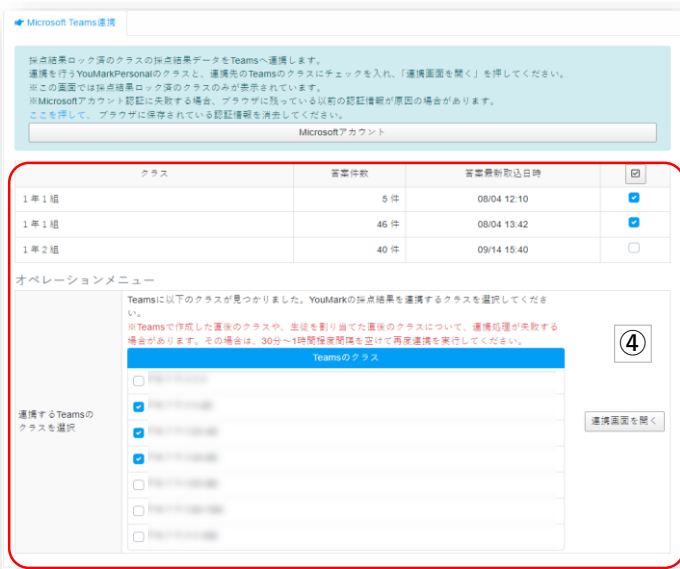 Microsoft Teams連携
採点結果ロック済のクラスの採点結果データをTeamsへ連携します。
連携を行うYouMarkPersonalのクラスと、連携先のTeamsのクラスにチェックを入れ、「連携画面を開く」を押してください。
※この画面では採点結果ロック済のクラスのみが表示されています。
※Microsoftアカウント認証に失敗する場合、ブラウザに残っている以前の認証情報が原因の場合があります。
ここを押して、 ブラウザに保存されている認証情報を消去してください。
Microsoftアカウント
クラス 答案件数 答案最新取込日時
1年1組 5 件 08/04 12:10
1年1組 46 件 08/04 13:42
1年2組 40 件 09/14 15:40
オペレーションメニュー
Teamsに以下のクラスが見つかりました。YouMarkの採点結果を連携するクラスを選択してくださ
い。
※Teamsで作成した直後のクラスや、生徒を割り当てた直後のクラスについて、連携処理が失敗する
場合があります。その場合は、30分～1時間程度間隔を空けて再度連携を実行してください。
④
Teamsのクラス
連携するTeamsの
クラスを選択
連携画面を開く